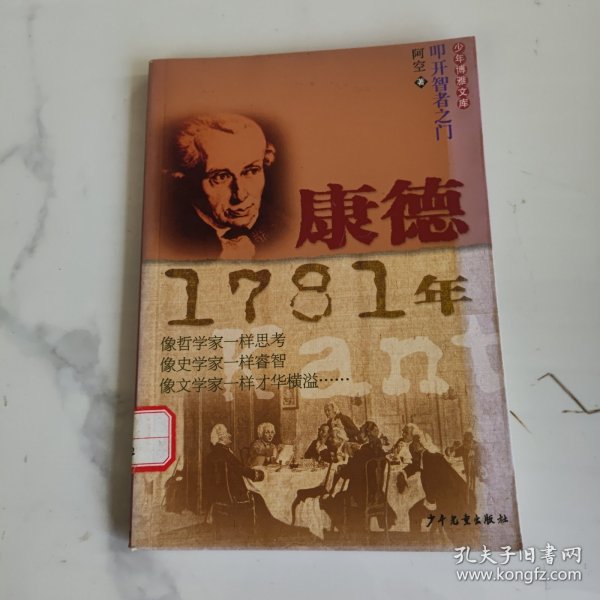 少年博雅文库
叩开智者之门
阿空 著
康德
1781年
Kant
像哲学家一样思考
像史学家一样睿智
像文学家一样才华横溢……
2
少年儿童出版社
孔夫子旧书网
www.kongfz.com